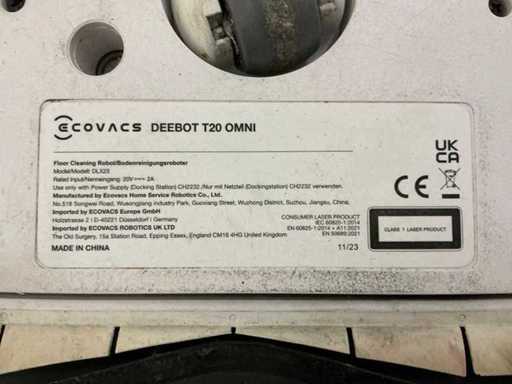 ECOVACS DEEBOT T20 OMNI
Floor Cleaning Robot/Bodenreinigungsroboter
Model/Modell: DLX23
Rated Input/Nenneingang: 20V⎓ 2A
Use only with Power Supply (Docking Station) CH2232 ./Nur mit Netzteil (Dockingstation) CH2232 verwenden.
Manufactured by Ecovacs Home Service Robotics Co., Ltd.
No.518 Songwei Road, Wusongjiang Industry Park, Guoxiang Street, Wuzhong District, Suzhou, Jiangsu, China,
Imported by ECOVACS Europe GmbH
Holzstrasse 2 | D-40221 Düsseldorf | Germany
Imported by ECOVACS ROBOTICS UK LTD
The Old Surgery, 15a Station Road, Epping Essex, England CM16 4HG United Kingdom
MADE IN CHINA
CONSUMER LASER PRODUCT
IEC 60825-1:2014
EN 60825-1:2014 + A11:2021
EN 50689:2021
11/23
UK
CA
CE
CLASS 1 LASER PRODUCT